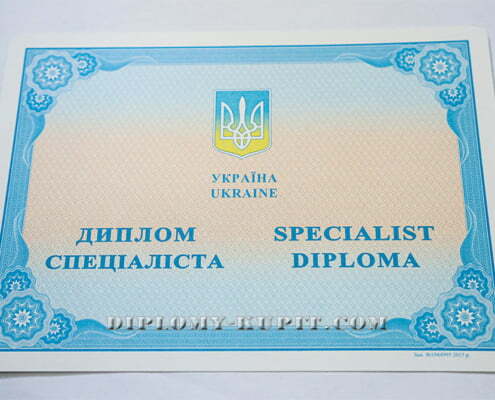 УКРАЇНА
UKRAINE
ДИПЛОМ
СПЕЦІАЛІСТА
SPECIALIST
DIPLOMA
DIPLOMY-KUPIT.COM